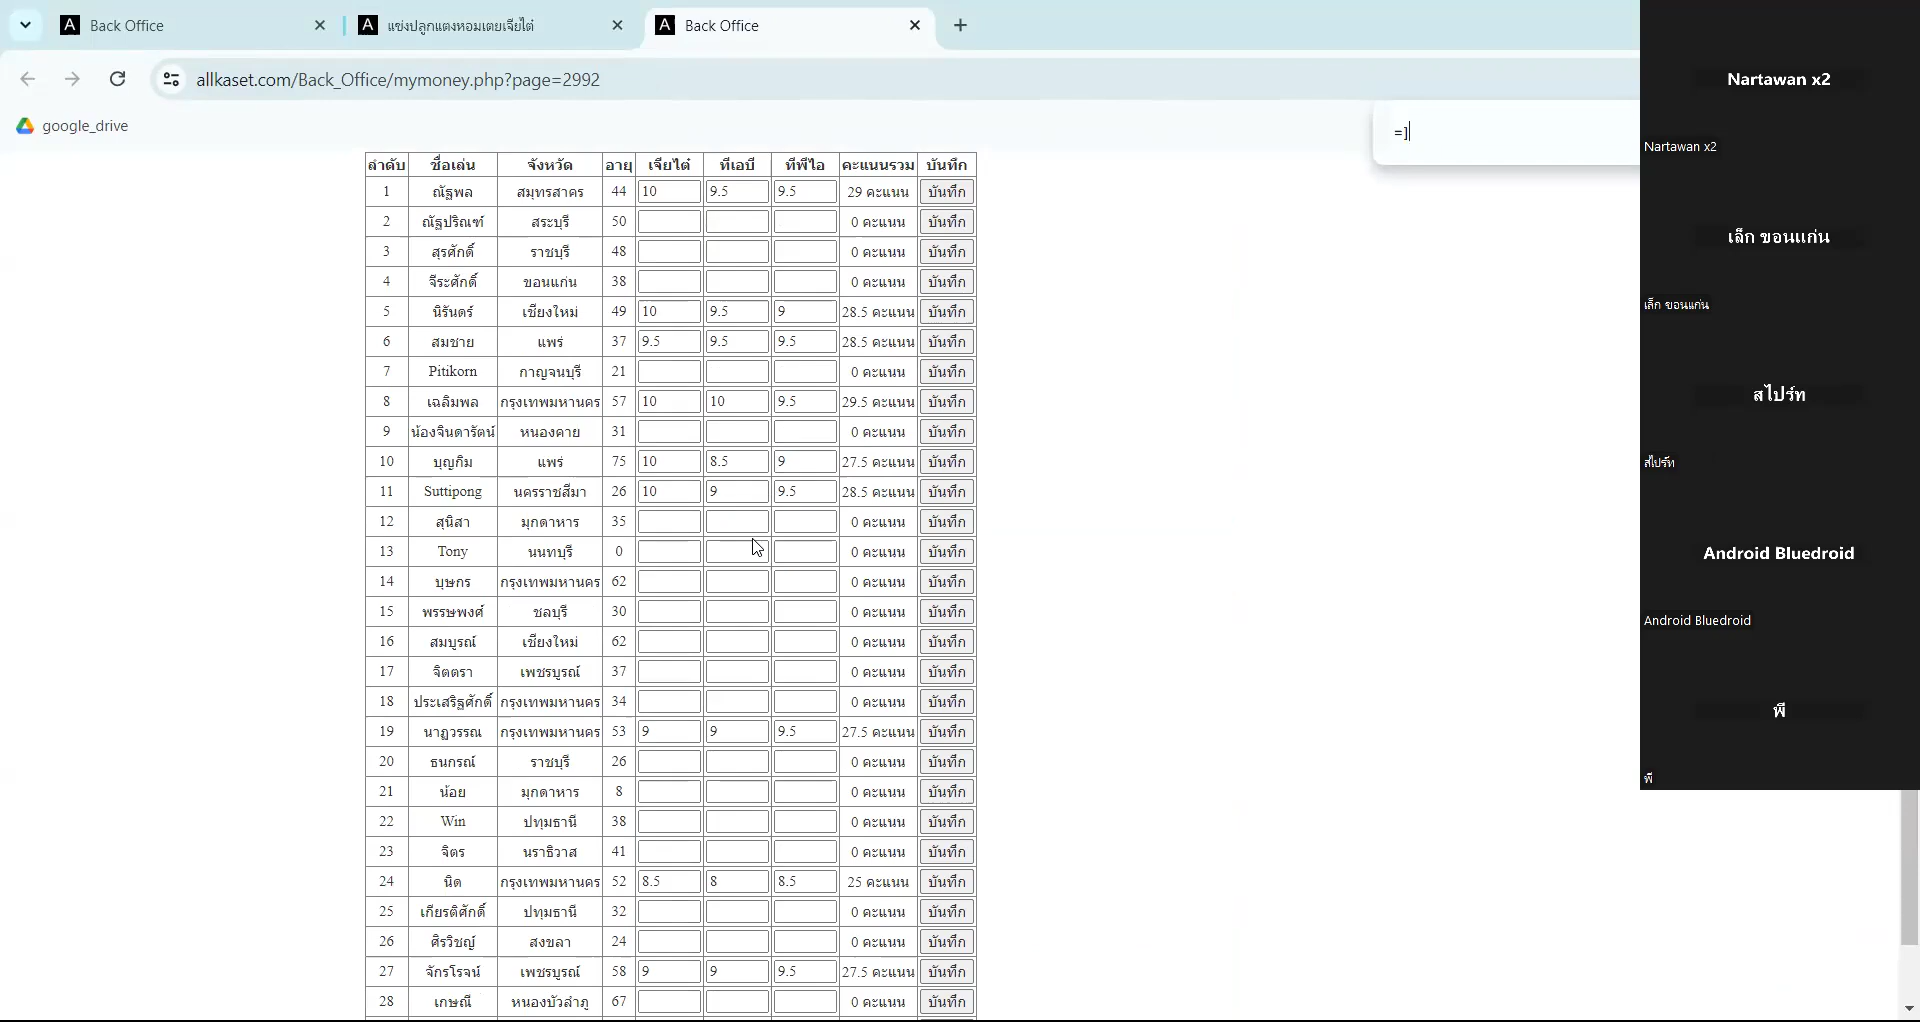 Back Office
แข่งปลูกแตงหอมเตยเจียไต๋
Back Office
allkaset.com/Back_Office/mymoney.php?page=2992
google_drive
=]
ลำดับ ชื่อเล่น จังหวัด อายุ เจียไต๋ ทีเอบี ทีพีไอ คะแนนรวม บันทึก
1 ณัฐพล สมุทรสาคร 44 10 9.5 9.5 29 คะแนน บันทึก
2 ณัฐปริณฑ์ สระบุรี 50 0 คะแนน บันทึก
3 สุรศักดิ์ ราชบุรี 48 0 คะแนน บันทึก
4 จีระศักดิ์ ขอนแก่น 38 0 คะแนน บันทึก
5 นิรันดร์ เชียงใหม่ 49 10 9.5 9 28.5 คะแนน บันทึก
6 สมชาย แพร่ 37 9.5 9.5 9.5 28.5 คะแนน บันทึก
7 Pitikorn กาญจนบุรี 21 0 คะแนน บันทึก
8 เฉลิมพล กรุงเทพมหานคร 57 10 10 9.5 29.5 คะแนน บันทึก
9 น้องจินดารัตน์ หนองคาย 31 0 คะแนน บันทึก
10 บุญกิม แพร่ 75 10 8.5 9 27.5 คะแนน บันทึก
11 Suttipong นครราชสีมา 26 10 9 9.5 28.5 คะแนน บันทึก
12 สุนิสา มุกดาหาร 35 0 คะแนน บันทึก
13 Tony นนทบุรี 0 0 คะแนน บันทึก
14 บุษกร กรุงเทพมหานคร 62 0 คะแนน บันทึก
15 พรรษพงศ์ ชลบุรี 30 0 คะแนน บันทึก
16 สมบูรณ์ เชียงใหม่ 62 0 คะแนน บันทึก
17 จิตตรา เพชรบูรณ์ 37 0 คะแนน บันทึก
18 ประเสริฐศักดิ์ กรุงเทพมหานคร 34 0 คะแนน บันทึก
19 นาฏวรรณ กรุงเทพมหานคร 53 9 9 9.5 27.5 คะแนน บันทึก
20 ธนกรณ์ ราชบุรี 26 0 คะแนน บันทึก
21 น้อย มุกดาหาร 8 0 คะแนน บันทึก
22 Win ปทุมธานี 38 0 คะแนน บันทึก
23 จิตร นราธิวาส 41 0 คะแนน บันทึก
24 นิด กรุงเทพมหานคร 52 8.5 8 8.5 25 คะแนน บันทึก
25 เกียรติศักดิ์ ปทุมธานี 32 0 คะแนน บันทึก
26 ศิรวิชญ์ สงขลา 24 0 คะแนน บันทึก
27 จักรโรจน์ เพชรบูรณ์ 58 9 9 9.5 27.5 คะแนน บันทึก
28 เกษณี หนองบัวลำภู 67 0 คะแนน บันทึก
Nartawan x2
Nartawan x2
เล็ก ขอนแก่น
เล็ก ขอนแก่น
สไปร์ท
สไปร์ท
Android Bluedroid
Android Bluedroid
พี
พี